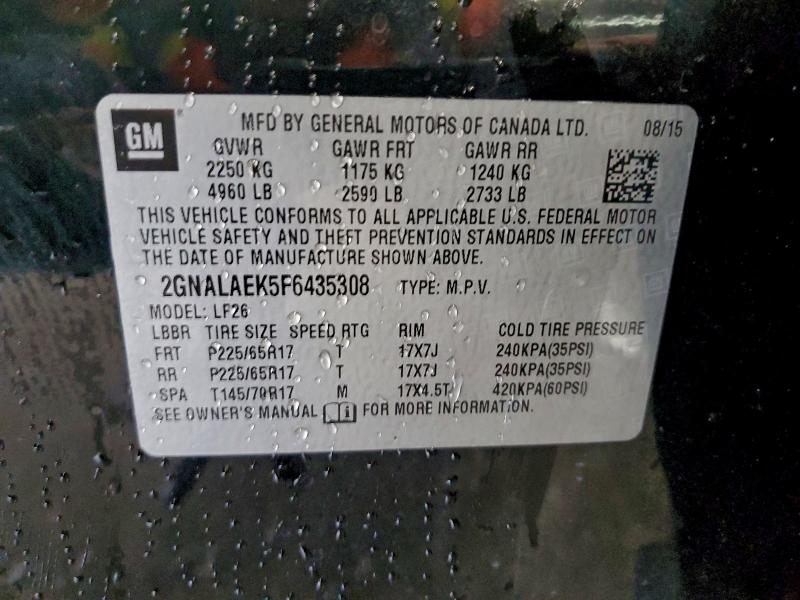 GM MFD BY GENERAL MOTORS OF CANADA LTD. 08/15
GVWR GAWR FRT GAWR RR
2250 KG 1175 KG 1240 KG
4960 LB 2590 LB 2733 LB
THIS VEHICLE CONFORMS TO ALL APPLICABLE U.S. FEDERAL MOTOR
VEHICLE SAFETY AND THEFT PREVENTION STANDARDS IN EFFECT ON
THE DATE OF MANUFACTURE SHOWN ABOVE.
2GNALAEK5F6435308 TYPE: M.P.V.
MODEL: LF26
LBBR TIRE SIZE SPEED RTG RIM COLD TIRE PRESSURE
FRT P225/65R17 T 17X7J 240KPA(35PSI)
RR P225/65R17 T 17X7J 240KPA(35PSI)
SPA T145/70R17 M 17X4.5T 420KPA(60PSI)
SEE OWNER'S MANUAL FOR MORE INFORMATION.